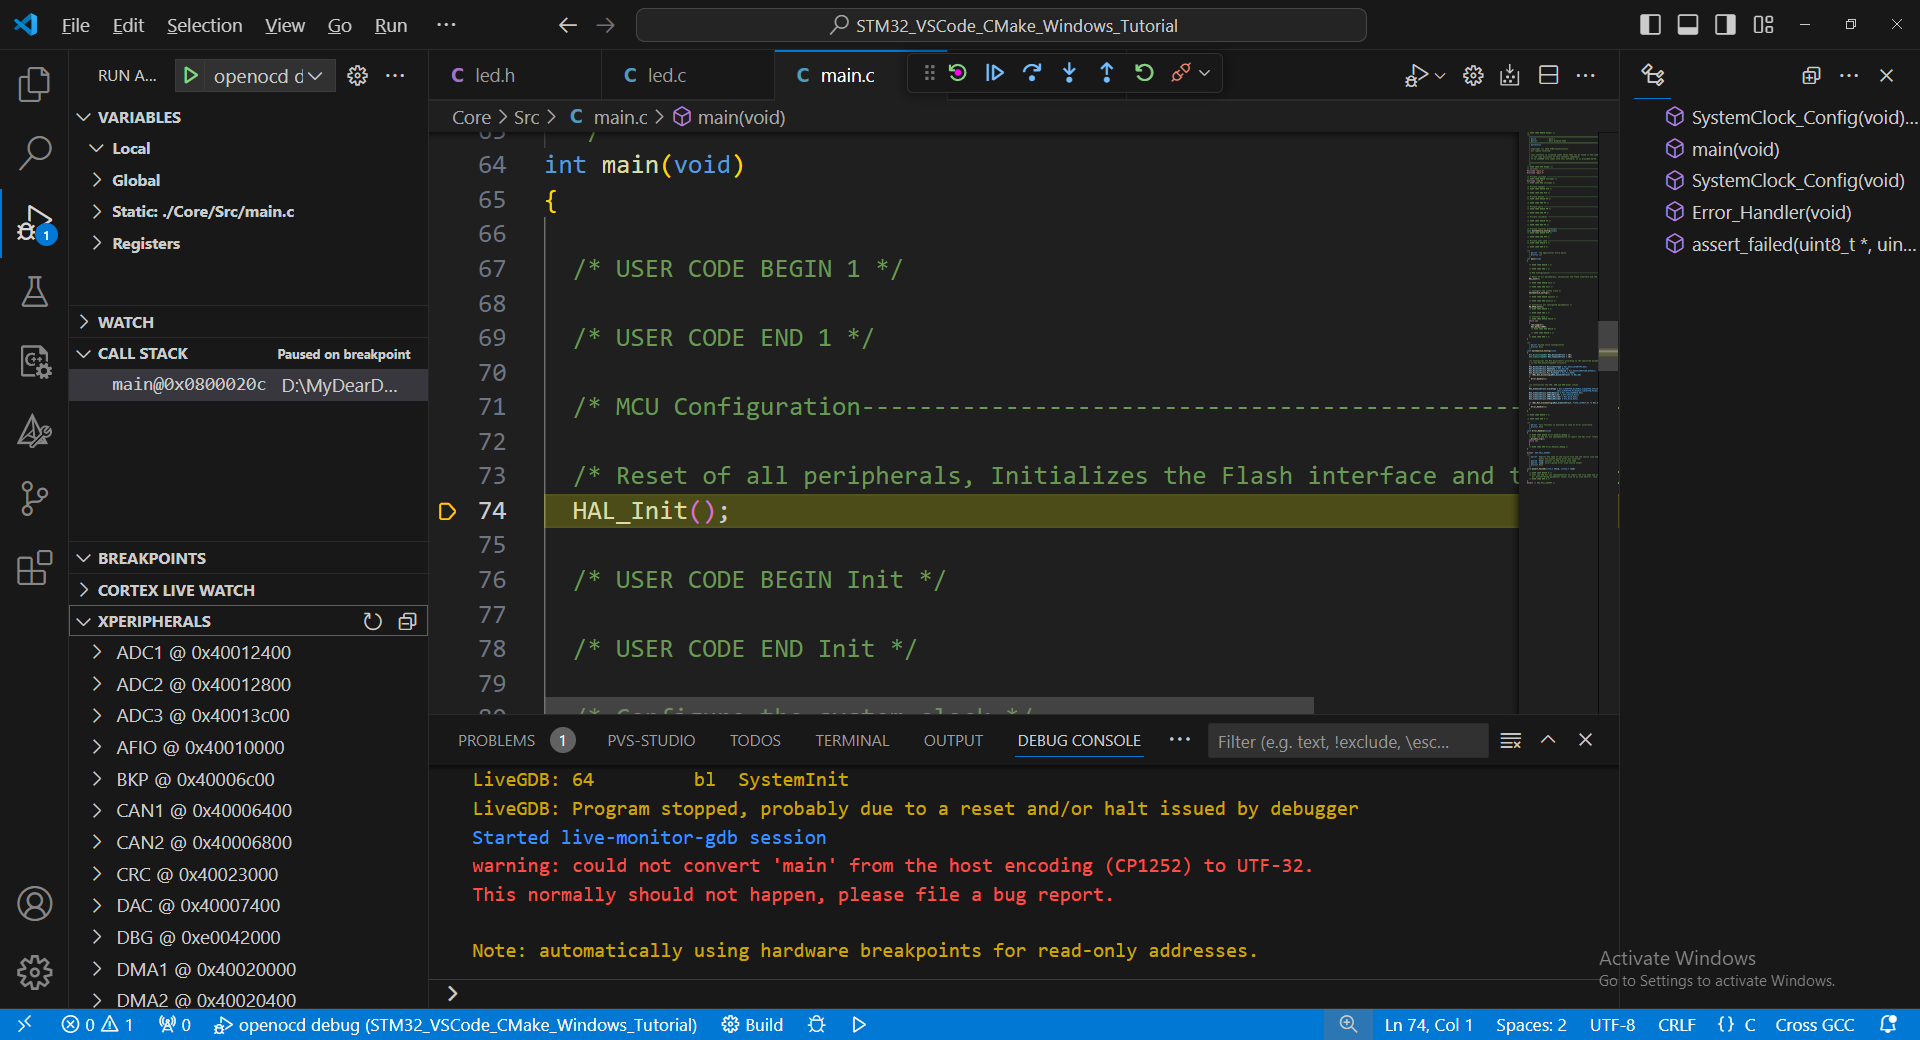 File Edit Selection View Go Run ···
STM32_VSCode_CMake_Windows_Tutorial
RUN A...
openocd d
led.h
led.c
main.c
Core > Src > C main.c > main(void)
VARIABLES
Local
Global
Static: ./Core/Src/main.c
Registers
WATCH
CALL STACK
Paused on breakpoint
main@0x0800020c D:\MyDearD...
BREAKPOINTS
CORTEX LIVE WATCH
XPERIPHERALS
ADC1 @ 0x40012400
ADC2 @ 0x40012800
ADC3 @ 0x40013c00
AFIO @ 0x40010000
BKP @ 0x40006c00
CAN1 @ 0x40006400
CAN2 @ 0x40006800
CRC @ 0x40023000
DAC @ 0x40007400
DBG @ 0xe0042000
DMA1 @ 0x40020000
DMA2 @ 0x40020400
64 int main(void)
65 {
66
67 /* USER CODE BEGIN 1 */
68
69 /* USER CODE END 1 */
70
71 /* MCU Configuration----------------------------------------------
72
73 /* Reset of all peripherals, Initializes the Flash interface and t
74 HAL_Init();
75
76 /* USER CODE BEGIN Init */
77
78 /* USER CODE END Init */
79
80 /* Configure the system clock */
SystemClock_Config(void)...
main(void)
SystemClock_Config(void)
Error_Handler(void)
assert_failed(uint8_t *, uin...
PROBLEMS 1 PVS-STUDIO TODOS TERMINAL OUTPUT DEBUG CONSOLE ···
Filter (e.g. text, !exclude, \esc...
LiveGDB: 64 bl SystemInit
LiveGDB: Program stopped, probably due to a reset and/or halt issued by debugger
Started live-monitor-gdb session
warning: could not convert 'main' from the host encoding (CP1252) to UTF-32.
This normally should not happen, please file a bug report.
Note: automatically using hardware breakpoints for read-only addresses.
Activate Windows
Go to Settings to activate Windows.
0 1 0 openocd debug (STM32_VSCode_CMake_Windows_Tutorial) Build
Ln 74, Col 1 Spaces: 2 UTF-8 CRLF {} C Cross GCC